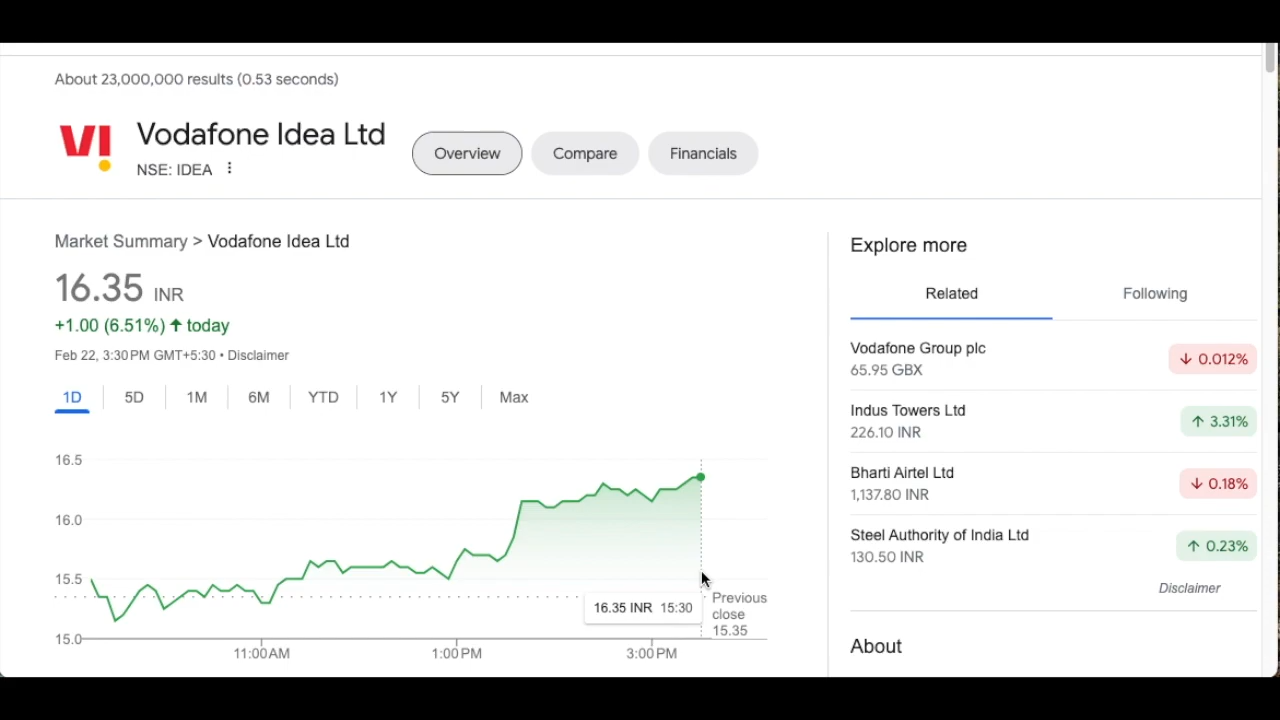 About 23,000,000 results (0.53 seconds)
VI
Vodafone Idea Ltd
NSE: IDEA
Overview
Compare
Financials
Market Summary > Vodafone Idea Ltd
16.35 INR
+1.00 (6.51%) ↑ today
Feb 22, 3:30 PM GMT+5:30 • Disclaimer
1D 5D 1M 6M YTD 1Y 5Y Max
16.5
16.0
15.5
15.0
16.35 INR 15:30
Previous
close
15.35
11:00 AM 1:00 PM 3:00 PM
Explore more
Related Following
Vodafone Group plc
65.95 GBX
↓ 0.012%
Indus Towers Ltd
226.10 INR
↑ 3.31%
Bharti Airtel Ltd
1,137.80 INR
↓ 0.18%
Steel Authority of India Ltd
130.50 INR
↑ 0.23%
Disclaimer
About